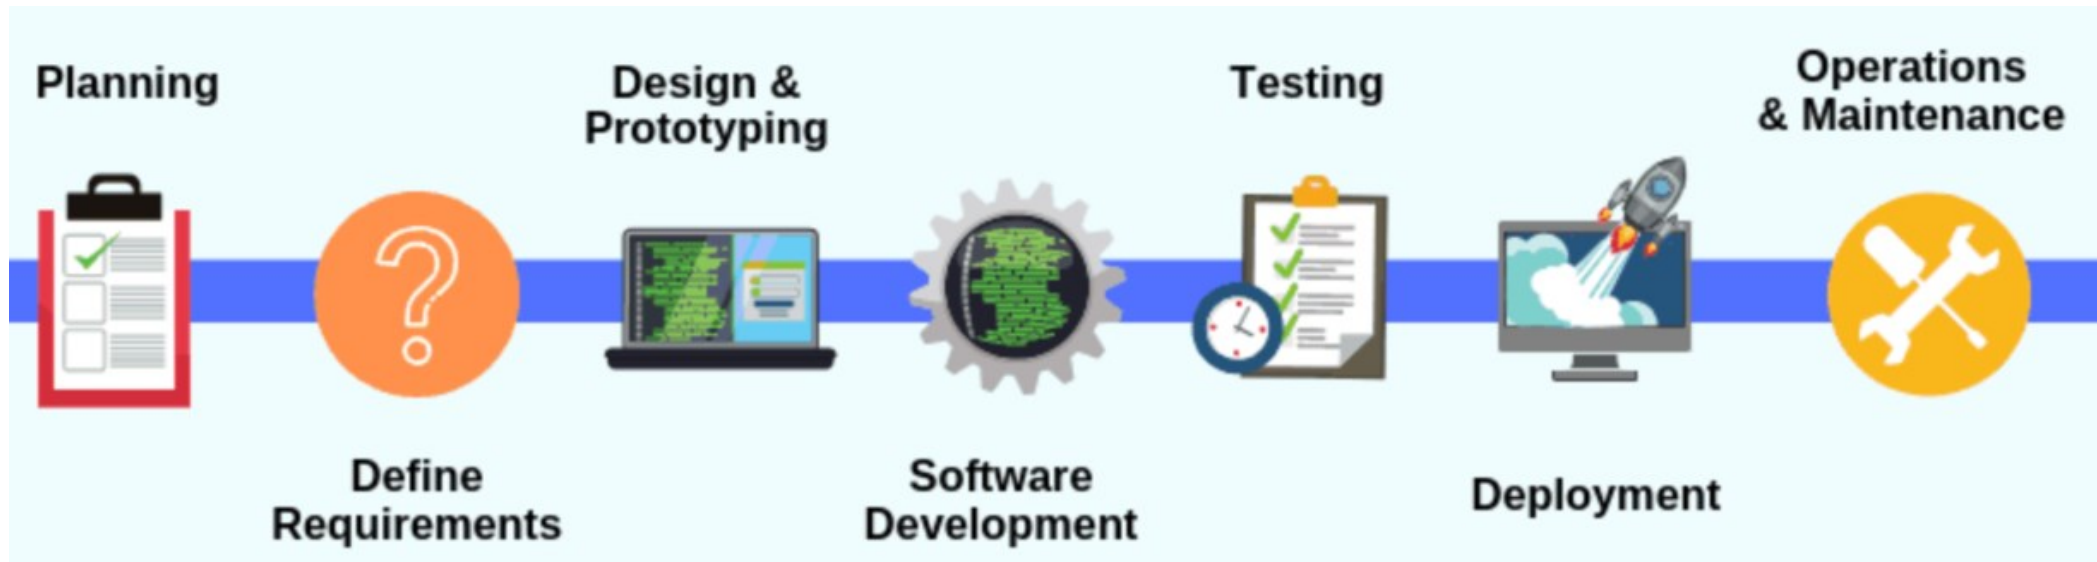 Planning
Define
Requirements
Design &
Prototyping
Software
Development
Testing
Deployment
Operations
& Maintenance